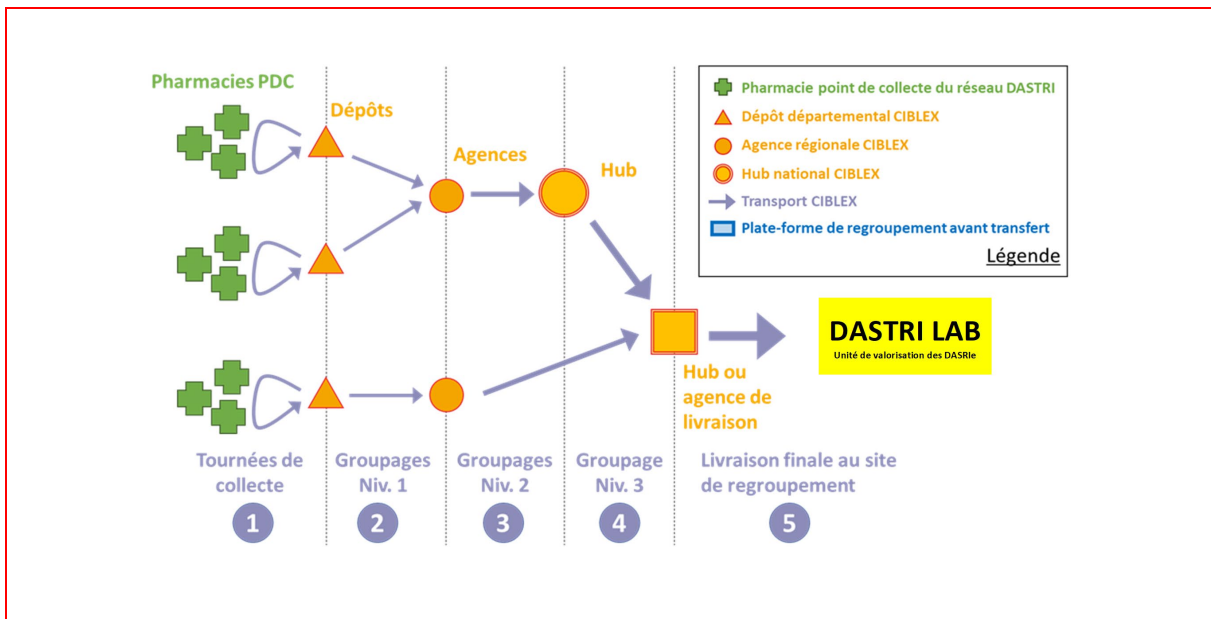 Pharmacies PDC
Dépôts
Agences
Hub
Pharmacie point de collecte du réseau DASTRI
Dépôt départemental CIBLEX
Agence régionale CIBLEX
Hub national CIBLEX
Transport CIBLEX
Plate-forme de regroupement avant transfert
Légende
DASTRI LAB
Unité de valorisation des DASRIe
Hub ou
agence de
livraison
Tournées de
collecte
1
Groupages
Niv. 1
2
Groupages
Niv. 2
3
Groupage
Niv. 3
4
Livraison finale au site
de regroupement
5